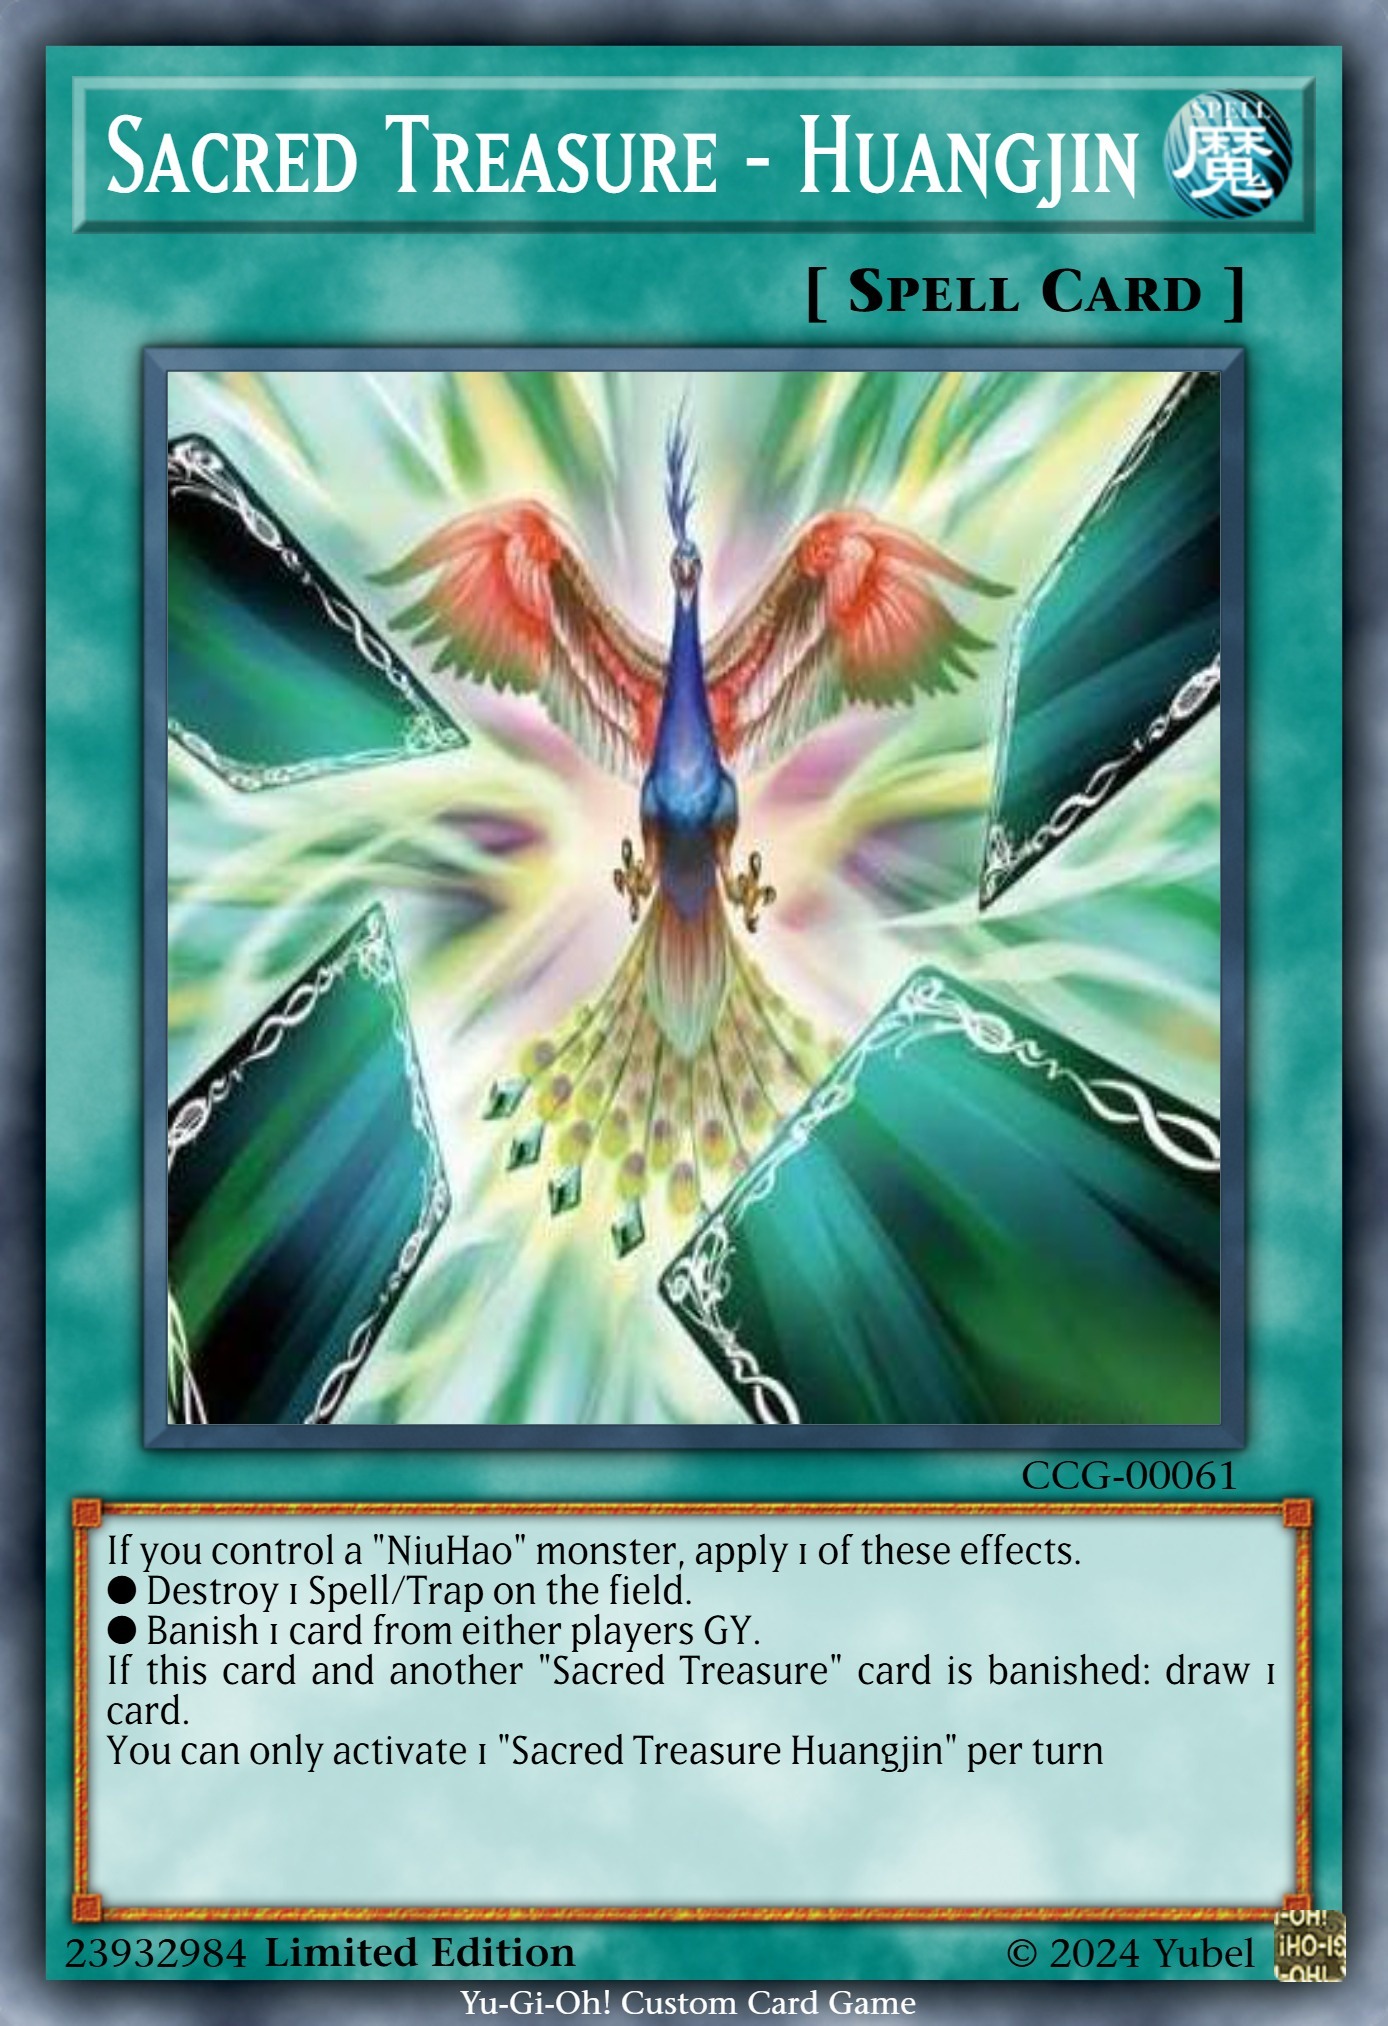 Sacred Treasure - Huangjin
SPELL
魔
[ Spell Card ]
CCG-00061
If you control a "NiuHao" monster, apply 1 of these effects.
● Destroy 1 Spell/Trap on the field.
● Banish 1 card from either players GY.
If this card and another "Sacred Treasure" card is banished: draw 1
card.
You can only activate 1 "Sacred Treasure Huangjin" per turn
23932984 Limited Edition
© 2024 Yubel
Yu-Gi-Oh! Custom Card Game